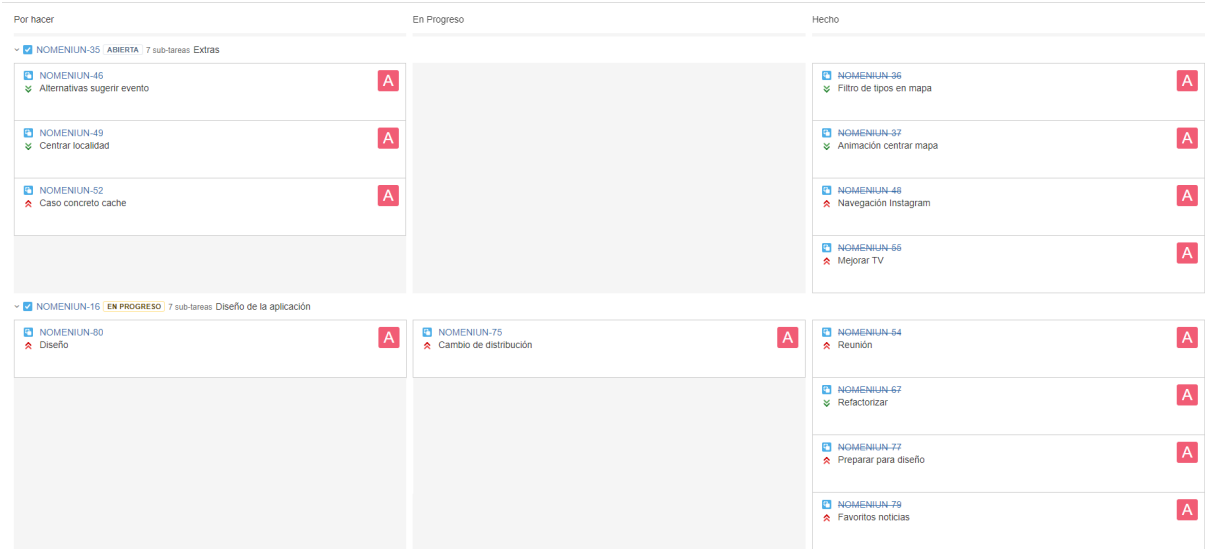 Por hacer
En Progreso
Hecho
NOMENIUN-35 ABIERTA 7 sub-tareas Extras
NOMENIUN-46
Alternativas sugerir evento
A
NOMENIUN-49
Centrar localidad
A
NOMENIUN-52
Caso concreto cache
A
NOMENIUN-36
Filtro de tipos en mapa
A
NOMENIUN-37
Animación centrar mapa
A
NOMENIUN-48
Navegación Instagram
A
NOMENIUN-55
Mejorar TV
A
NOMENIUN-16 EN PROGRESO 7 sub-tareas Diseño de la aplicación
NOMENIUN-80
Diseño
A
NOMENIUN-75
Cambio de distribución
A
NOMENIUN-54
Reunión
A
NOMENIUN-67
Refactorizar
A
NOMENIUN-77
Preparar para diseño
A
NOMENIUN-79
Favoritos noticias
A